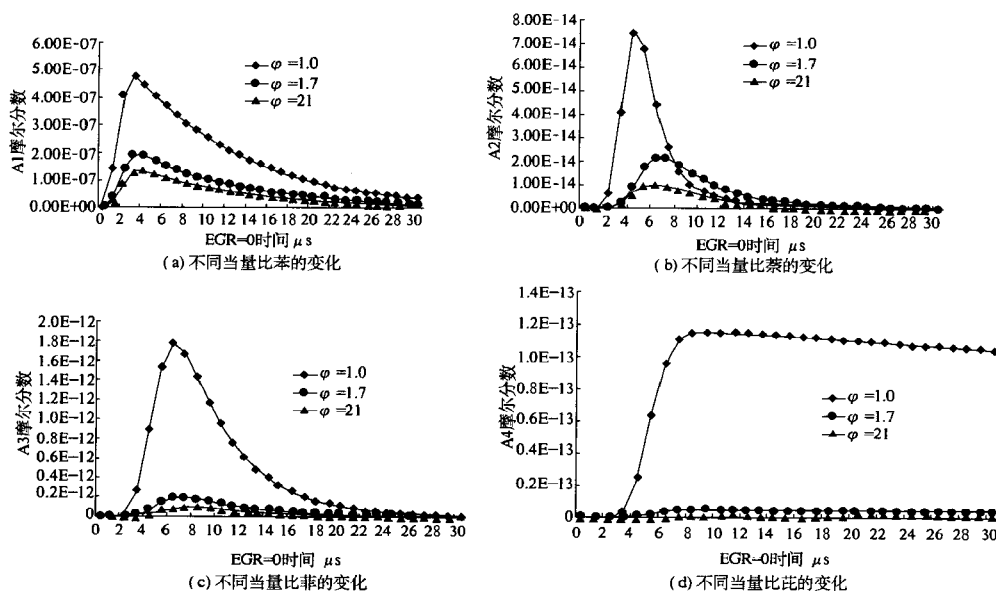 A1摩尔分数
6.00E-07
5.00E-07
4.00E-07
3.00E-07
2.00E-07
1.00E-07
0.00E+00
φ=1.0
φ=1.7
φ=21
0 2 4 6 8 10 12 14 16 18 20 22 24 26 28 30
EGR=0时间 μs
(a) 不同当量比苯的变化
A2摩尔分数
8.00E-14
7.00E-14
6.00E-14
5.00E-14
4.00E-14
3.00E-14
2.00E-14
1.00E-14
0.00E+00
φ=1.0
φ=1.7
φ=21
0 2 4 6 8 10 12 14 16 18 20 22 24 26 28 30
EGR=0时间 μs
(b) 不同当量比萘的变化
A3摩尔分数
2.0E-12
1.8E-12
1.6E-12
1.4E-12
1.2E-12
1.0E-12
0.8E-12
0.6E-12
0.4E-12
0.2E-12
0
φ=1.0
φ=1.7
φ=21
0 2 4 6 8 10 12 14 16 18 20 22 24 26 28 30
EGR=0时间 μs
(c) 不同当量比菲的变化
A4摩尔分数
1.4E-13
1.2E-13
1.0E-13
0.8E-13
0.6E-13
0.4E-13
0.2E-13
0
φ=1.0
φ=1.7
φ=21
0 2 4 6 8 10 12 14 16 18 20 22 24 26 28 30
EGR=0时间 μs
(d) 不同当量比芘的变化